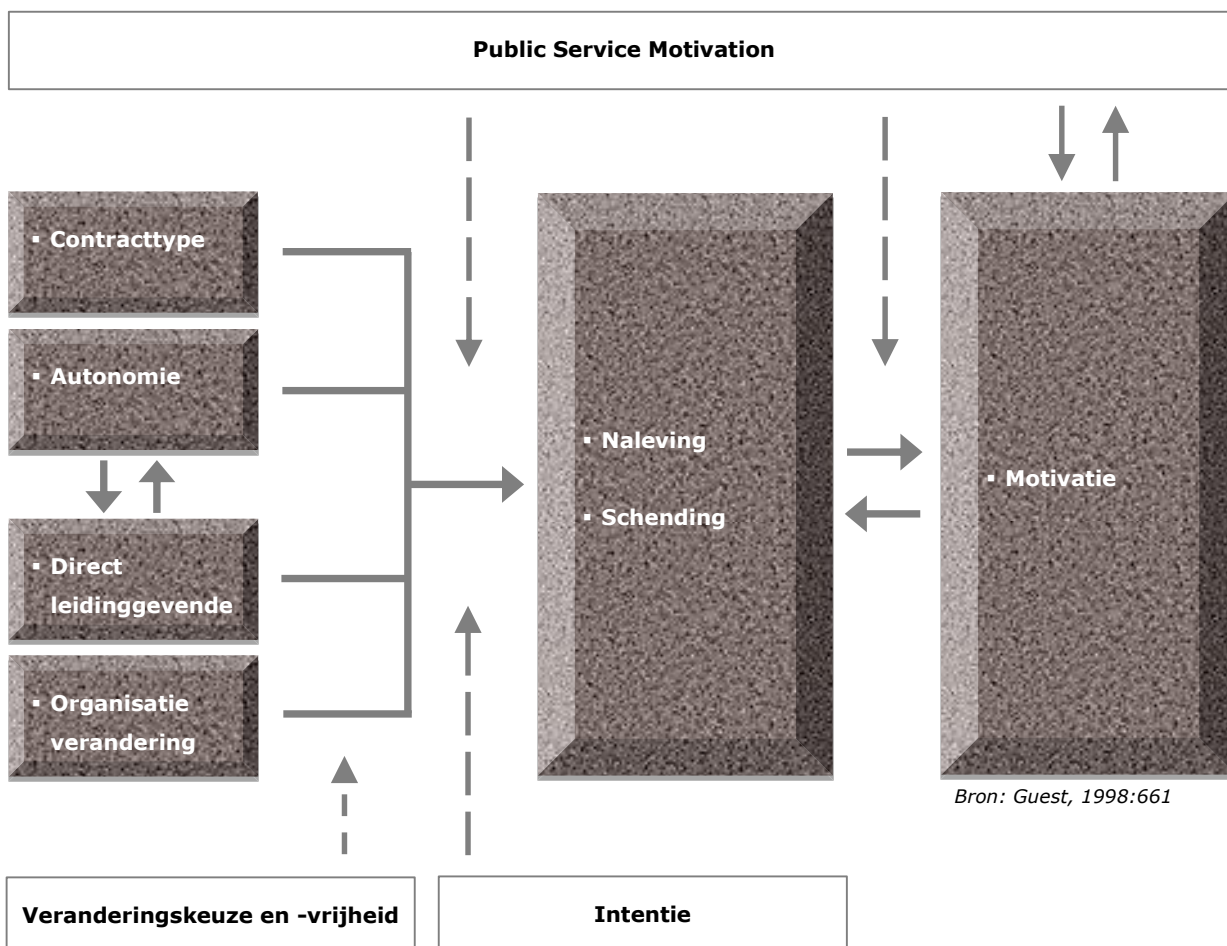 Public Service Motivation
▪ Contracttype
▪ Autonomie
▪ Direct
leidinggevende
▪ Organisatie
verandering
▪ Naleving
▪ Schending
▪ Motivatie
Bron: Guest, 1998:661
Veranderingskeuze en -vrijheid
Intentie